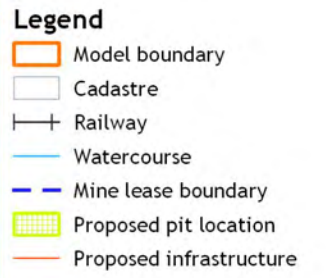 Legend
Model boundary
Cadastre
Railway
Watercourse
Mine lease boundary
Proposed pit location
Proposed infrastructure